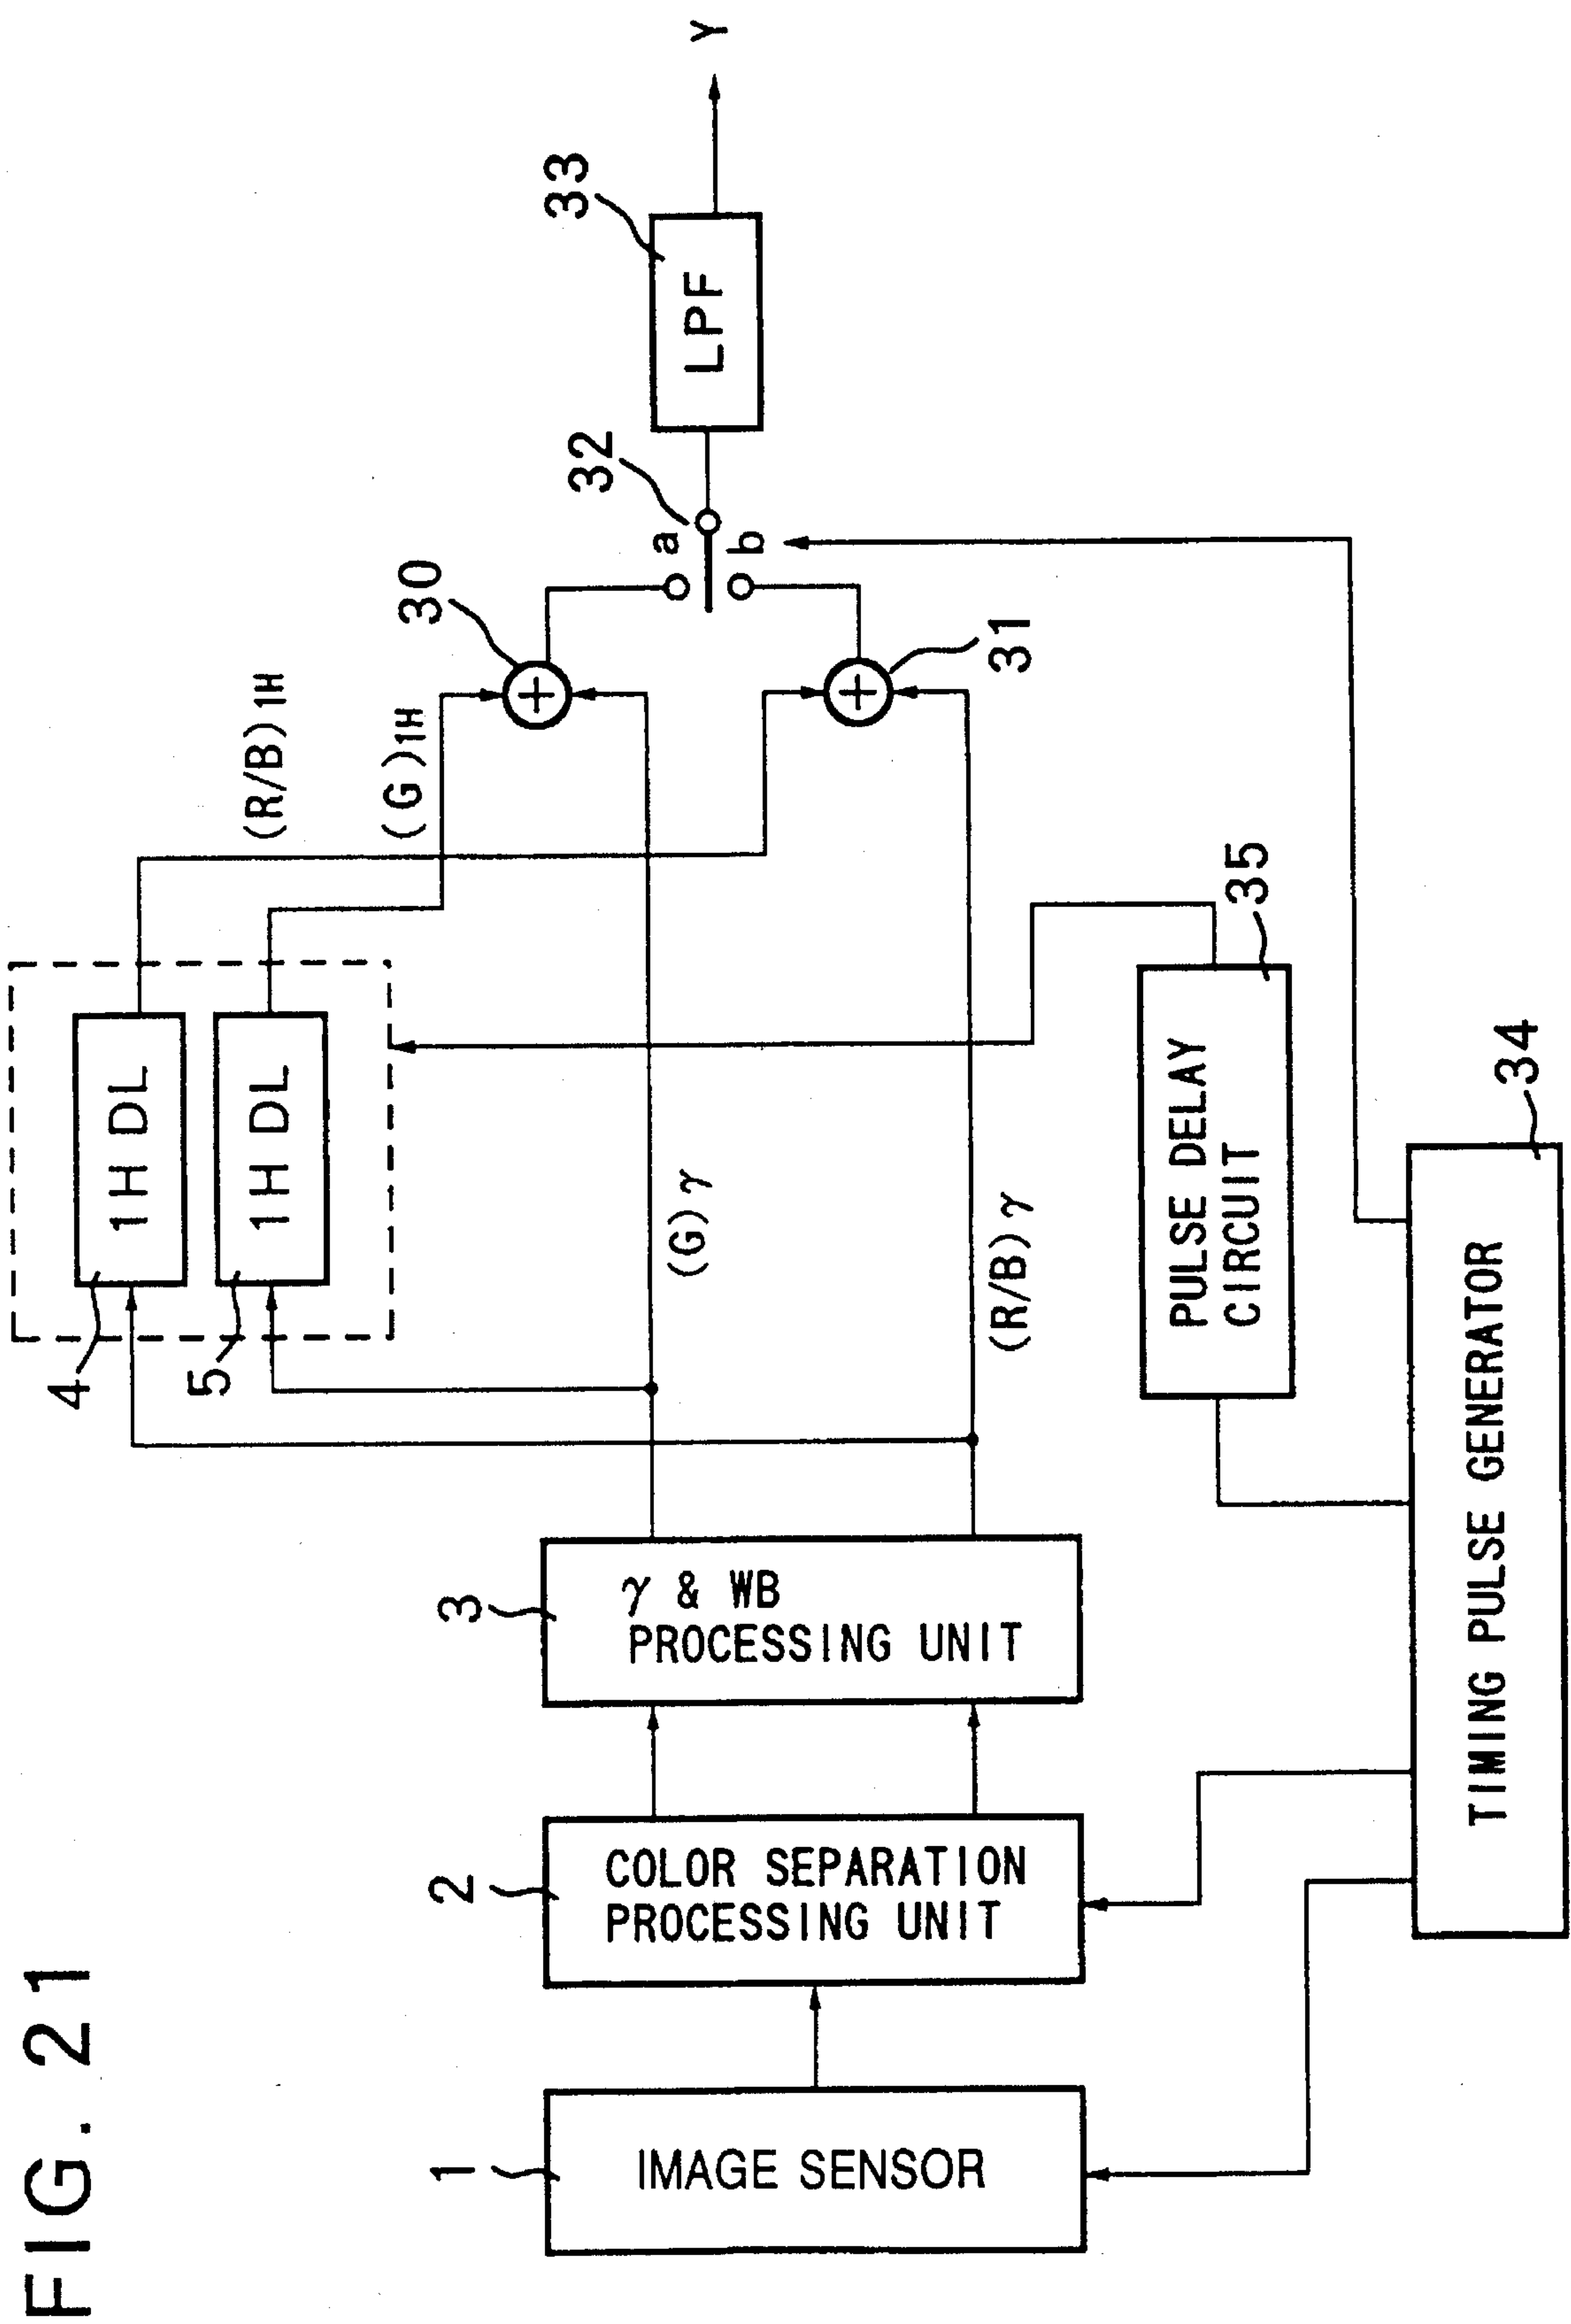 FIG. 21
1
IMAGE SENSOR
2
COLOR SEPARATION
PROCESSING UNIT
3
γ & WB
PROCESSING UNIT
4
1H DL
5
1H DL
(R/B)1H
(G)1H
(G)γ
(R/B)γ
30
31
a
b
32
33
LPF
Y
35
PULSE DELAY
CIRCUIT
34
TIMING PULSE GENERATOR